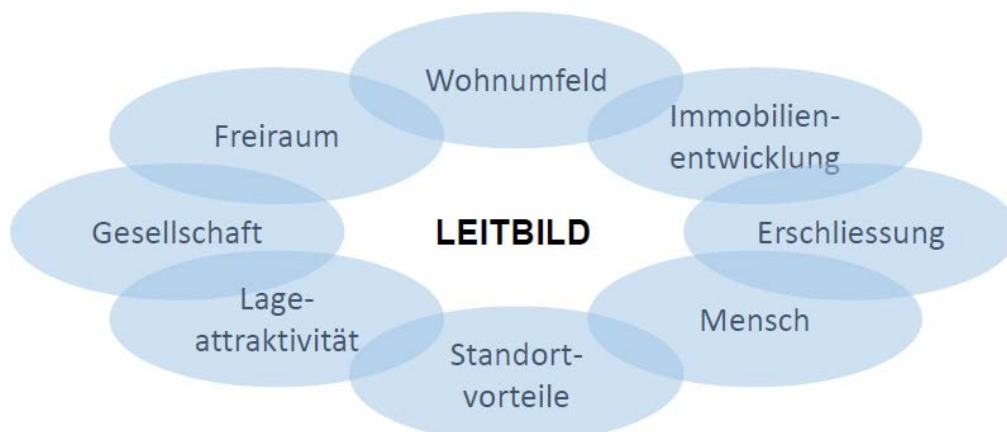 Wohnumfeld
Immobilien-
entwicklung
Freiraum
Gesellschaft
LEITBILD
Erschliessung
Lage-
attraktivität
Mensch
Standort-
vorteile